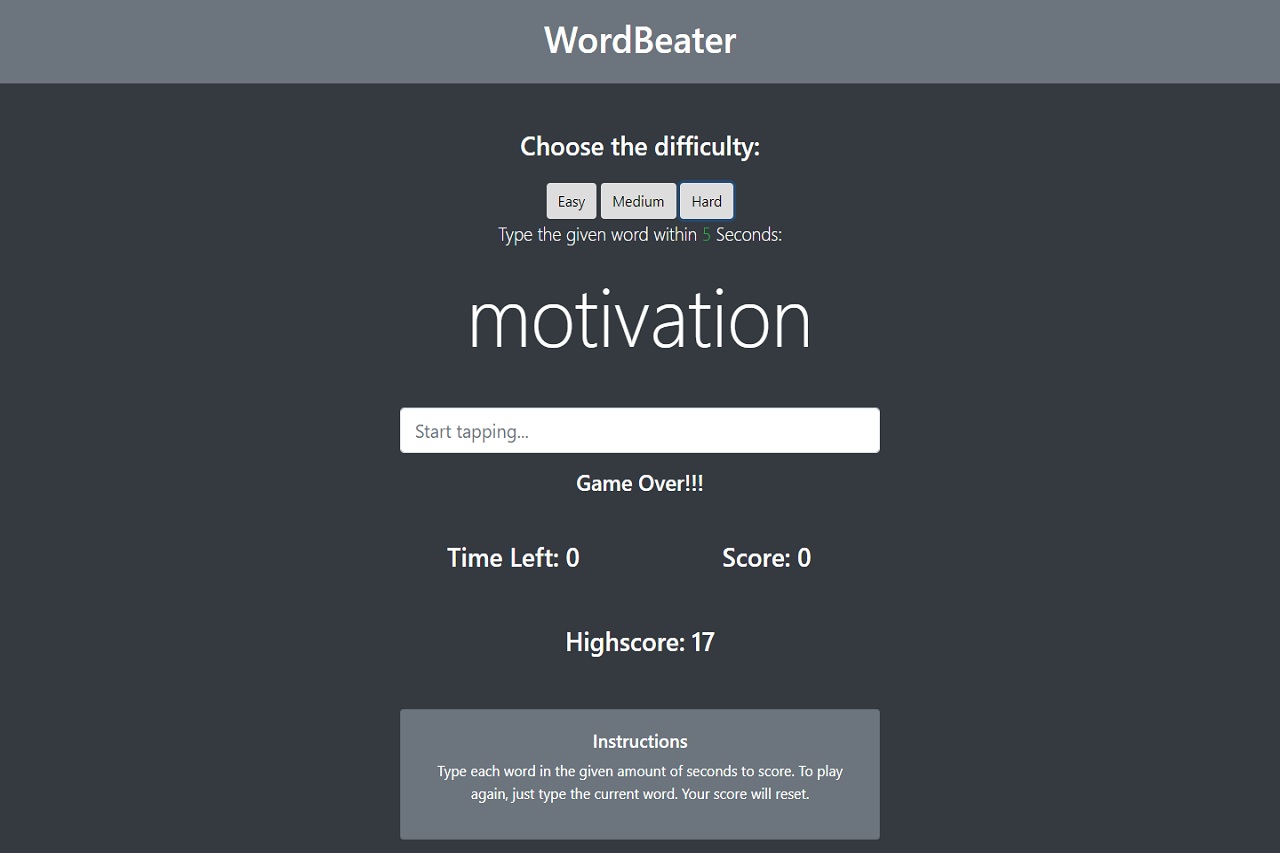 WordBeater
Choose the difficulty:
Easy Medium Hard
Type the given word within 5 Seconds:
motivation
Start tapping...
Game Over!!!
Time Left: 0 Score: 0
Highscore: 17
Instructions
Type each word in the given amount of seconds to score. To play
again, just type the current word. Your score will reset.